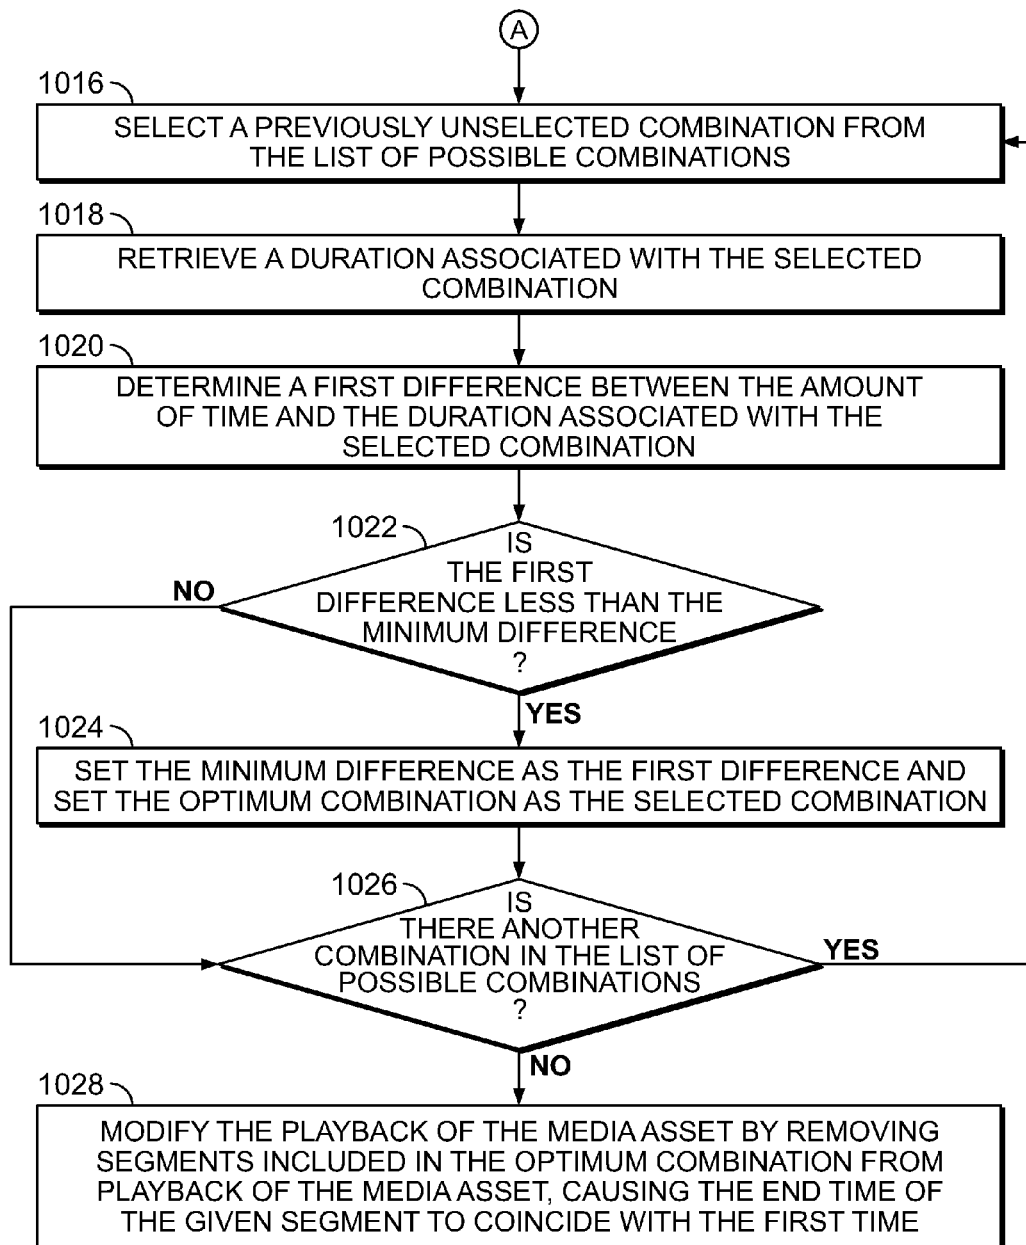 A
1016
SELECT A PREVIOUSLY UNSELECTED COMBINATION FROM
THE LIST OF POSSIBLE COMBINATIONS
1018
RETRIEVE A DURATION ASSOCIATED WITH THE SELECTED
COMBINATION
1020
DETERMINE A FIRST DIFFERENCE BETWEEN THE AMOUNT
OF TIME AND THE DURATION ASSOCIATED WITH THE
SELECTED COMBINATION
1022
IS
THE FIRST
DIFFERENCE LESS THAN THE
MINIMUM DIFFERENCE
?
NO
YES
1024
SET THE MINIMUM DIFFERENCE AS THE FIRST DIFFERENCE AND
SET THE OPTIMUM COMBINATION AS THE SELECTED COMBINATION
1026
IS
THERE ANOTHER
COMBINATION IN THE LIST OF
POSSIBLE COMBINATIONS
?
YES
NO
1028
MODIFY THE PLAYBACK OF THE MEDIA ASSET BY REMOVING
SEGMENTS INCLUDED IN THE OPTIMUM COMBINATION FROM
PLAYBACK OF THE MEDIA ASSET, CAUSING THE END TIME OF
THE GIVEN SEGMENT TO COINCIDE WITH THE FIRST TIME